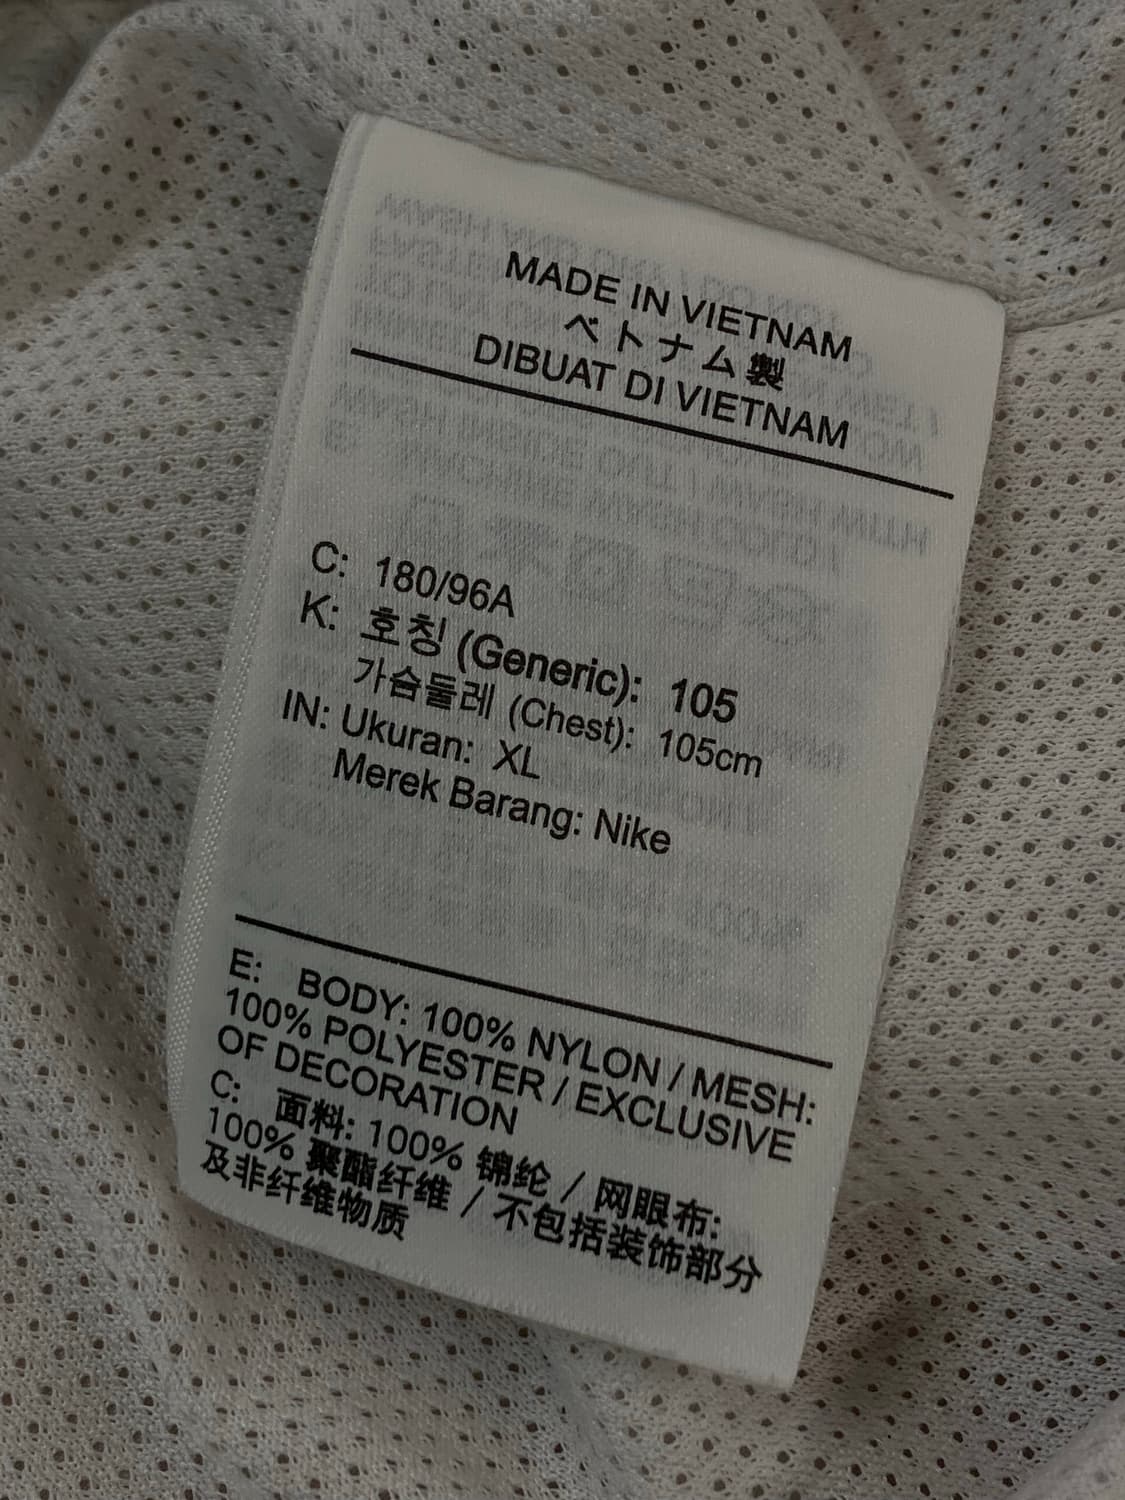 MADE IN VIETNAM
ベトナム製
DIBUAT DI VIETNAM
C: 180/96A
K: 호칭 (Generic): 105
가슴둘레 (Chest): 105cm
IN: Ukuran: XL
Merek Barang: Nike
E: BODY: 100% NYLON / MESH:
100% POLYESTER / EXCLUSIVE
OF DECORATION
C: 面料: 100% 锦纶 / 网眼布:
100% 聚酯纤维 / 不包括装饰部分
及非纤维物质